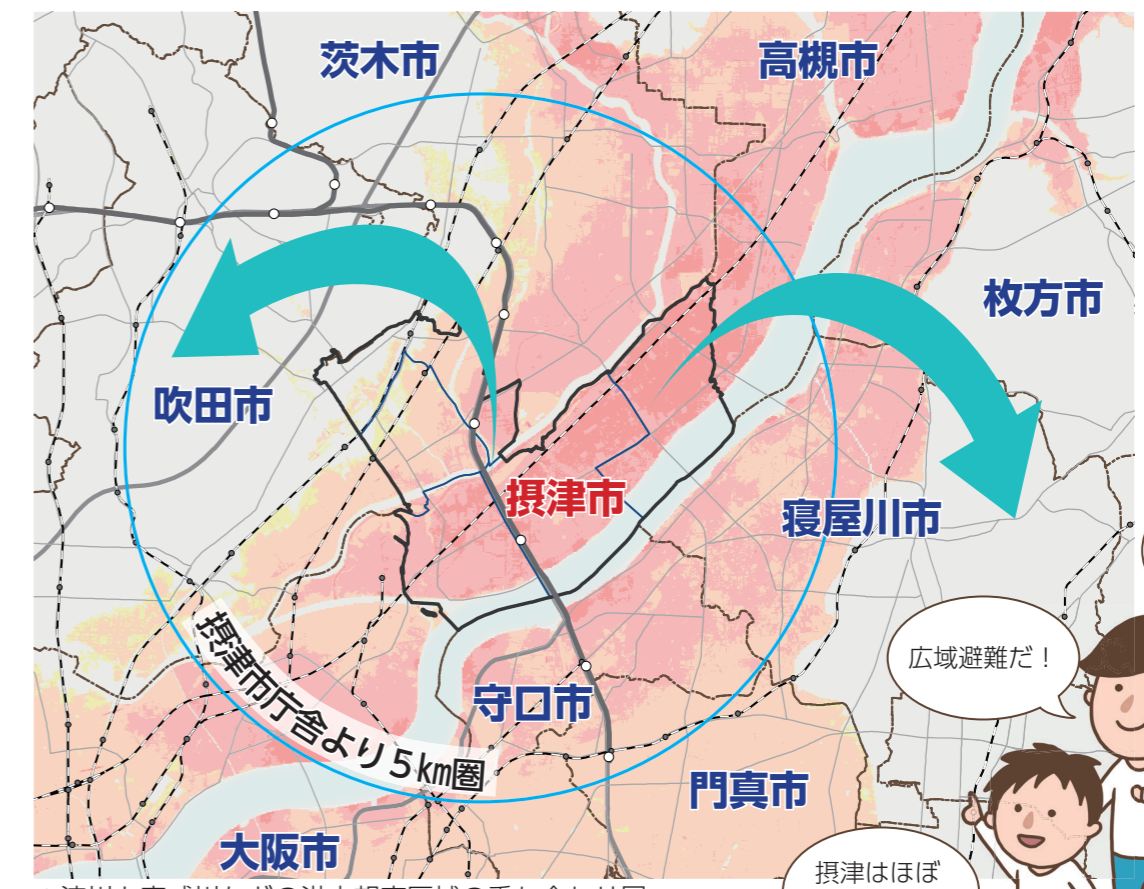 茨木市
高槻市
枚方市
吹田市
摂津市
寝屋川市
広域避難だ！
摂津市庁舎より５㎞圏
守口市
門真市
大阪市
摂津はほぼ